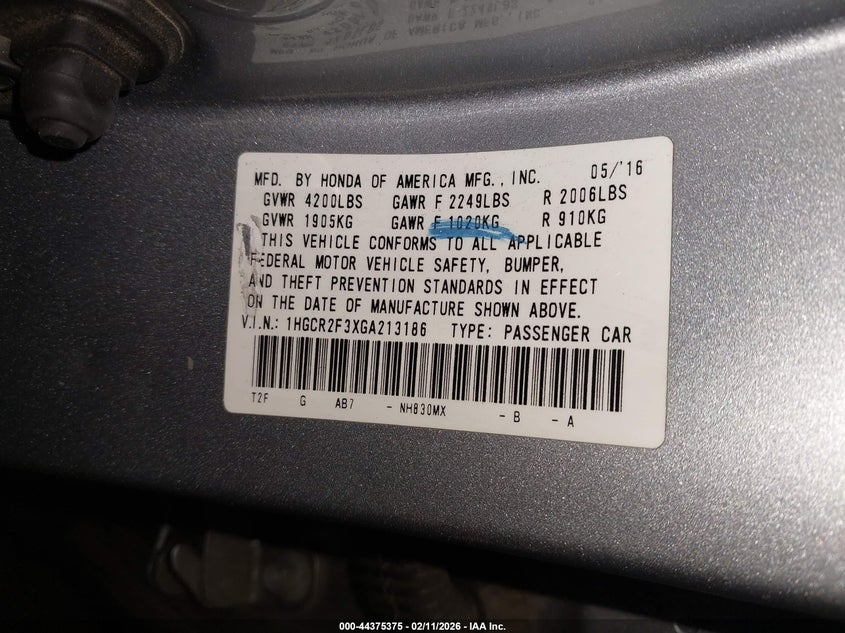 MFD. BY HONDA OF AMERICA MFG., INC. 05/'16
GVWR 4200LBS GAWR F 2249LBS R 2006LBS
GVWR 1905KG GAWR F 1020KG R 910KG
THIS VEHICLE CONFORMS TO ALL APPLICABLE
FEDERAL MOTOR VEHICLE SAFETY, BUMPER,
AND THEFT PREVENTION STANDARDS IN EFFECT
ON THE DATE OF MANUFACTURE SHOWN ABOVE.
V.I.N.: 1HGCR2F3XGA213186 TYPE: PASSENGER CAR
T2F G AB7 - NH830MX - B - A
000-44375375 - 02/11/2026 - IAA Inc.